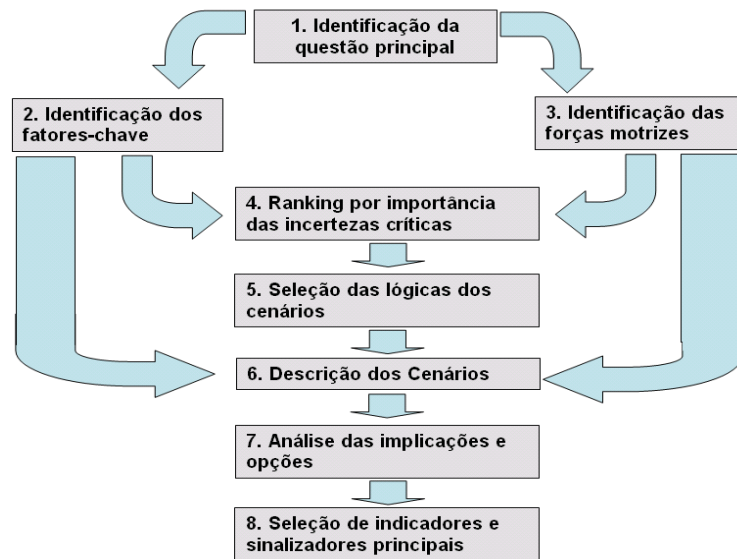 1. Identificação da
questão principal
2. Identificação dos
fatores-chave
3. Identificação das
forças motrizes
4. Ranking por importância
das incertezas críticas
5. Seleção das lógicas dos
cenários
6. Descrição dos Cenários
7. Análise das implicações e
opções
8. Seleção de indicadores e
sinalizadores principais